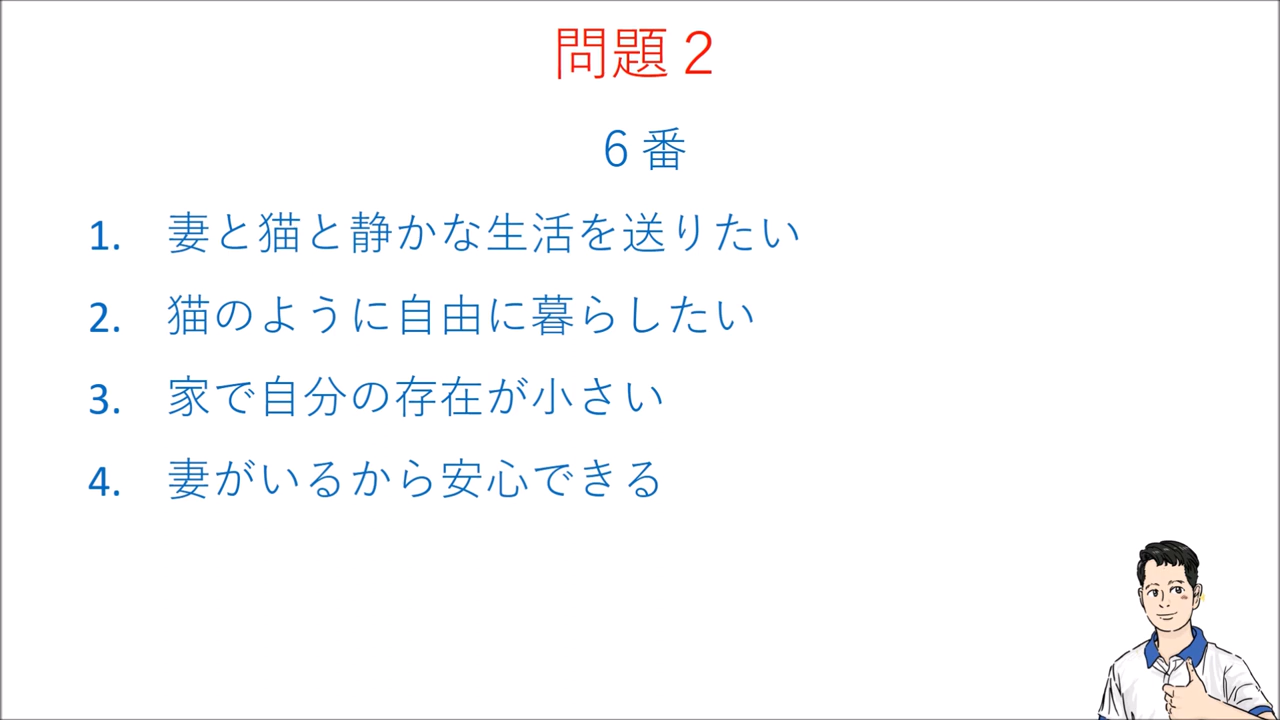 問題２
６番
1. 妻と猫と静かな生活を送りたい
2. 猫のように自由に暮らしたい
3. 家で自分の存在が小さい
4. 妻がいるから安心できる